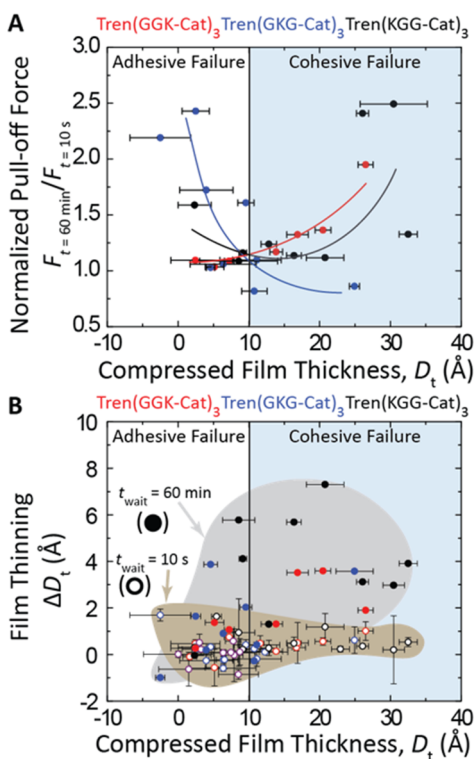 A
Tren(GGK-Cat)3 Tren(GKG-Cat)3 Tren(KGG-Cat)3
Adhesive Failure Cohesive Failure
Normalized Pull-off Force
F t = 60 min/F t = 10 s
3.0
2.5
2.0
1.5
1.0
0.5
-10 0 10 20 30 40
Compressed Film Thickness, Dt (Å)
B
Tren(GGK-Cat)3 Tren(GKG-Cat)3 Tren(KGG-Cat)3
Adhesive Failure Cohesive Failure
Film Thinning
ΔDt (Å)
10
8
6
4
2
0
-2
twait = 60 min
(●)
twait = 10 s
(○)
-10 0 10 20 30 40
Compressed Film Thickness, Dt (Å)